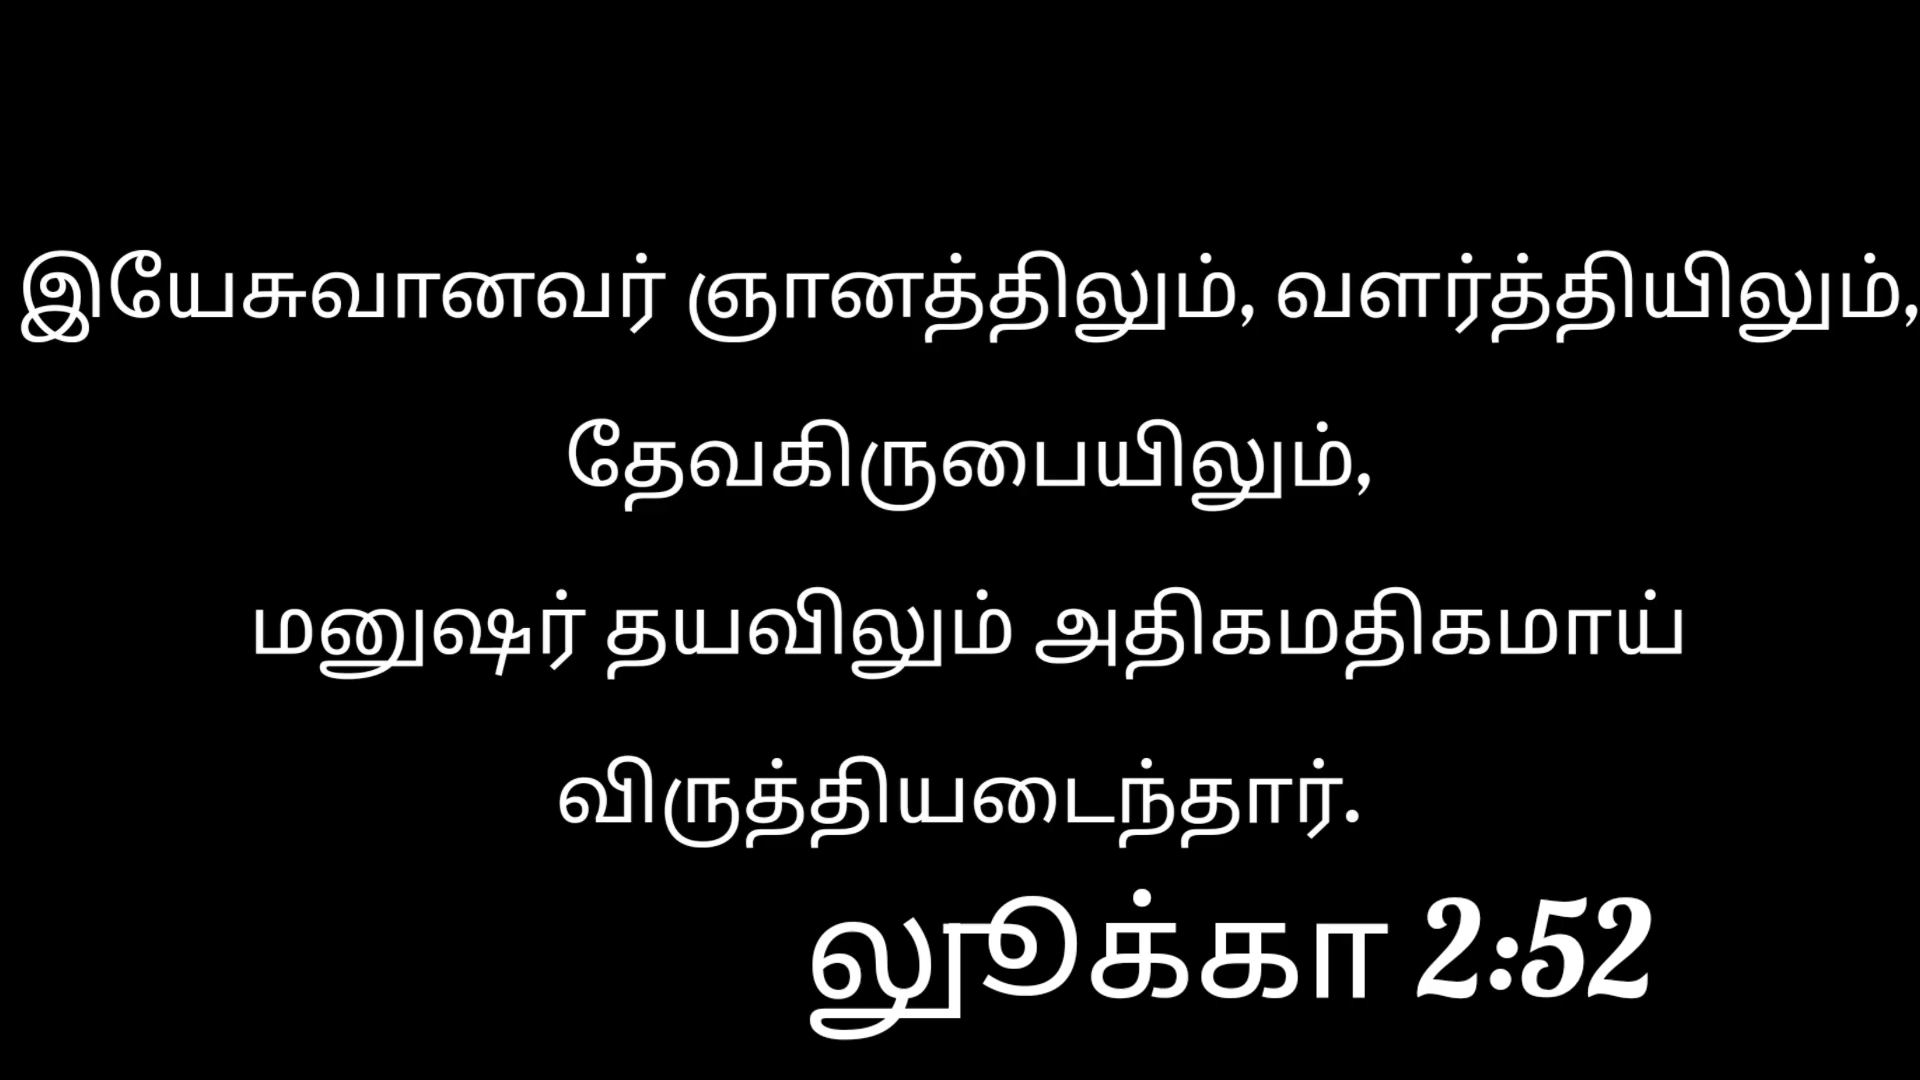 இயேசுவானவர் ஞானத்திலும், வளர்த்தியிலும்,
தேவகிருபையிலும்,
மனுஷர் தயவிலும் அதிகமதிகமாய்
விருத்தியடைந்தார்.
லூக்கா 2:52